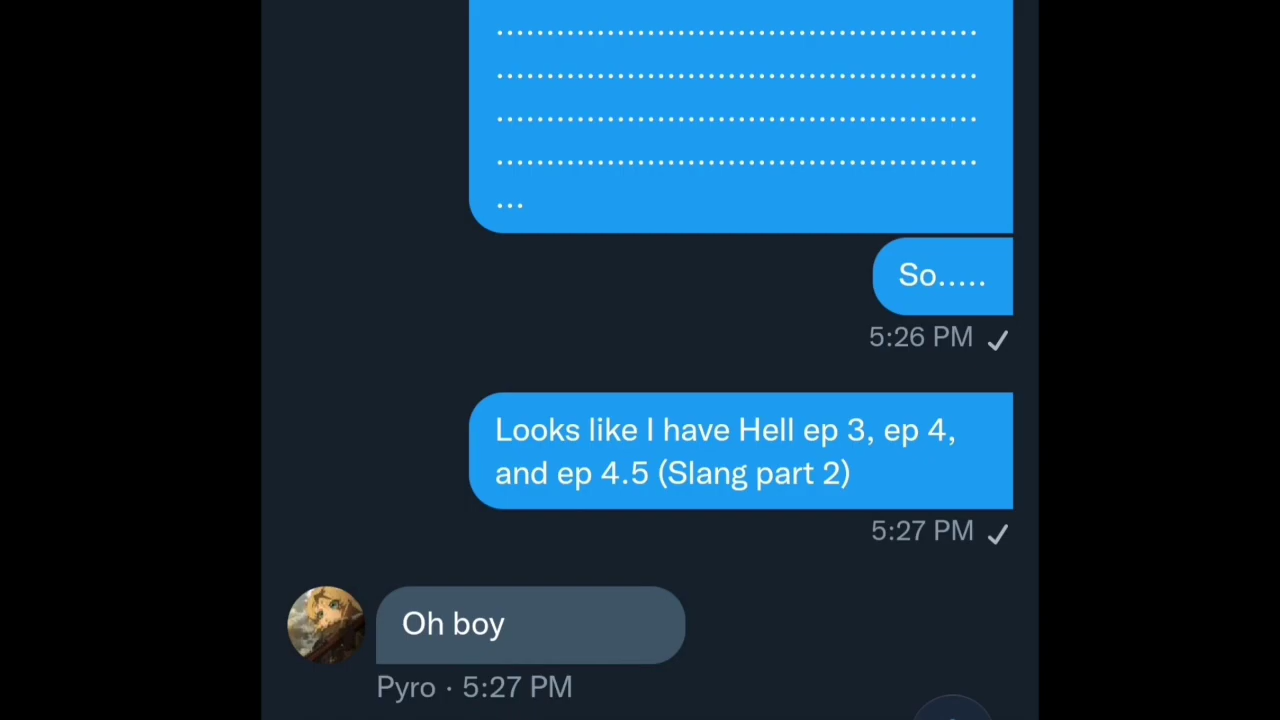 ................................................
................................................
................................................
................................................
...
So.....
5:26 PM
Looks like I have Hell ep 3, ep 4,
and ep 4.5 (Slang part 2)
5:27 PM
Oh boy
Pyro · 5:27 PM